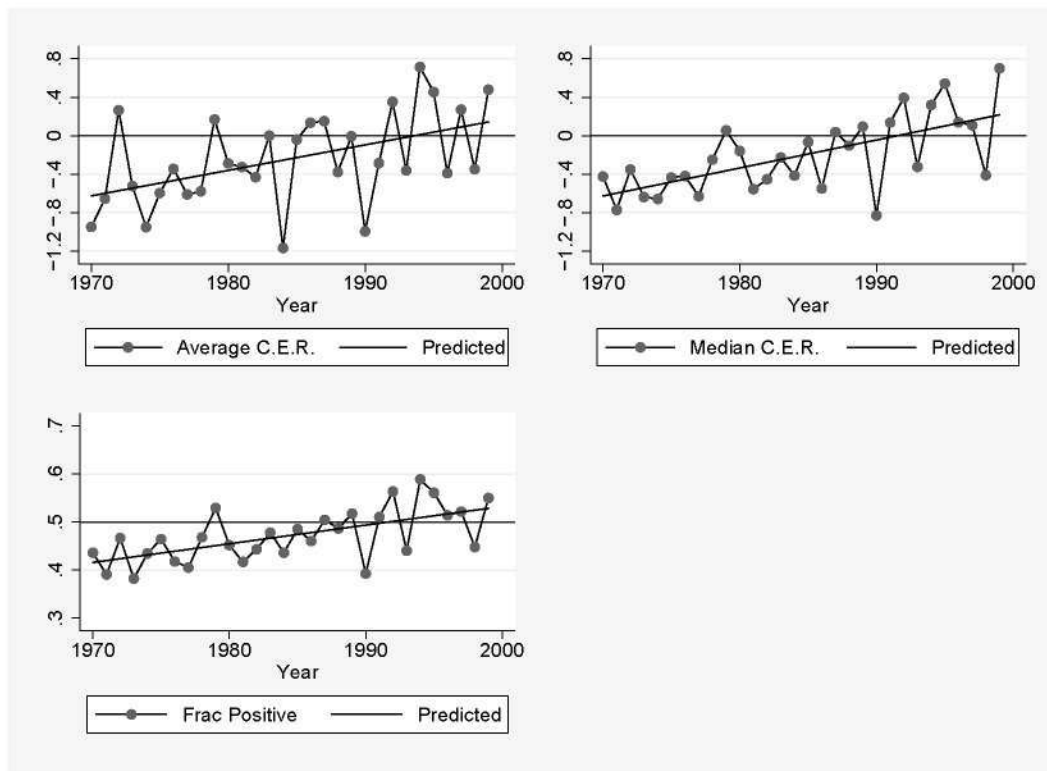 .8
.4
0
-.4
-.8
-1.2
1970 1980 1990 2000
Year
Average C.E.R. Predicted
.8
.4
0
-.4
-.8
-1.2
1970 1980 1990 2000
Year
Median C.E.R. Predicted
.7
.6
.5
.4
.3
1970 1980 1990 2000
Year
Frac Positive Predicted